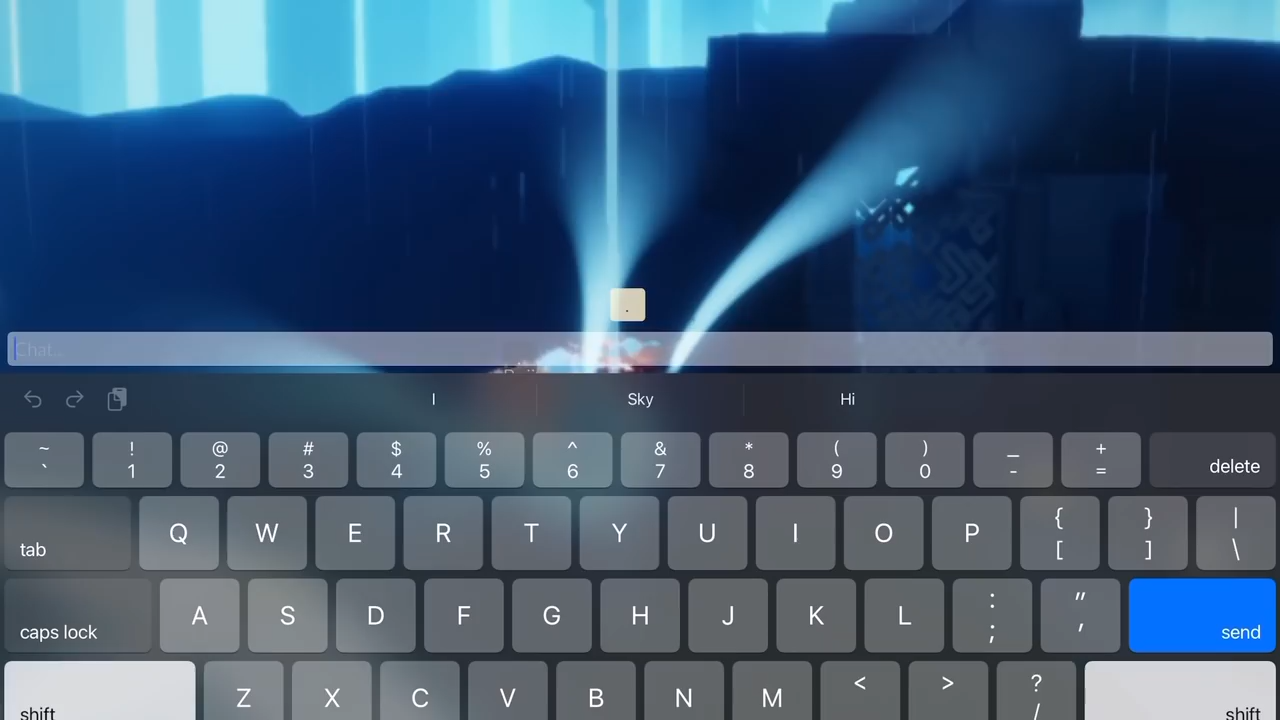 .
Chat...
I Sky Hi
~ ! @ # $ % ^ & * ( ) _ +
` 1 2 3 4 5 6 7 8 9 0 - = delete
tab Q W E R T Y U I O P { [ } ] | \
caps lock A S D F G H J K L : ; " ' send
shift Z X C V B N M < > ? / shift